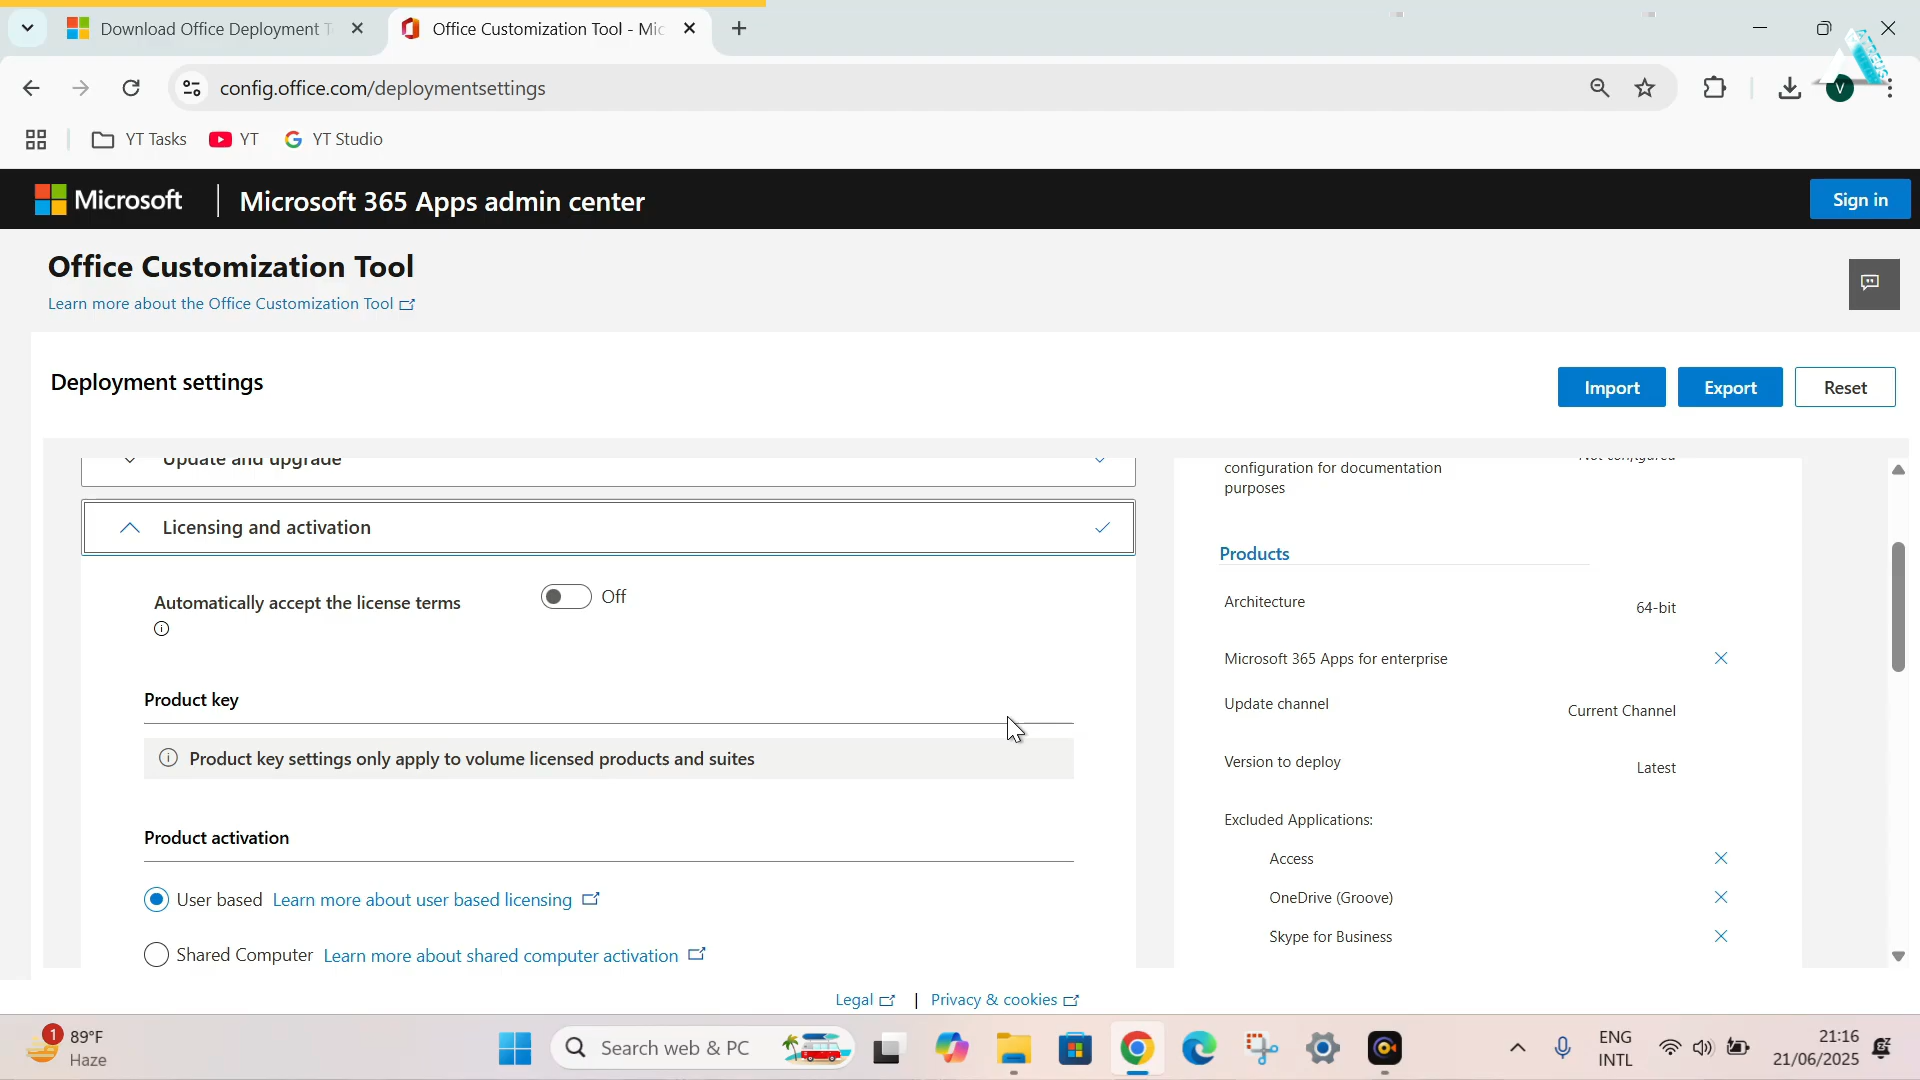 Download Office Deployment T
Office Customization Tool - Mic
config.office.com/deploymentsettings
V
YT Tasks
YT
YT Studio
Microsoft
Microsoft 365 Apps admin center
Sign in
Office Customization Tool
Learn more about the Office Customization Tool
Deployment settings
Import
Export
Reset
Update and upgrade
Licensing and activation
Automatically accept the license terms
Off
Product key
Product key settings only apply to volume licensed products and suites
Product activation
User based Learn more about user based licensing
Shared Computer Learn more about shared computer activation
Not configured
configuration for documentation
purposes
Products
Architecture
64-bit
Microsoft 365 Apps for enterprise
Update channel
Current Channel
Version to deploy
Latest
Excluded Applications:
Access
OneDrive (Groove)
Skype for Business
Legal | Privacy & cookies
1
89°F
Haze
Search web & PC
ENG
INTL
21:16
21/06/2025